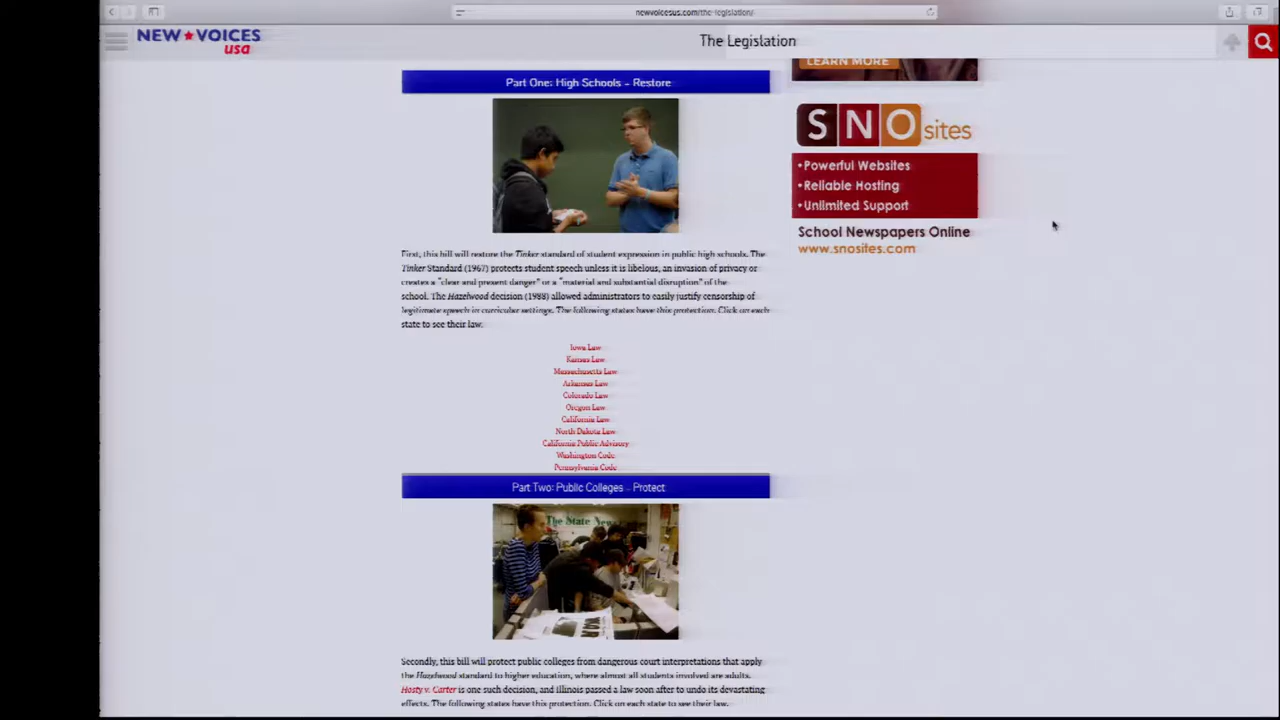 newvoicesus.com/the-legislation/
NEW★VOICES
usa
The Legislation
LEARN MORE
Part One: High Schools - Restore
SNO sites
•Powerful Websites
•Reliable Hosting
•Unlimited Support
School Newspapers Online
www.snosites.com
First, this bill will restore the Tinker standard of student expression in public high schools. The
Tinker Standard (1967) protects student speech unless it is libelous, an invasion of privacy or
creates a "clear and present danger" or a "material and substantial disruption" of the
school. The Hazelwood decision (1988) allowed administrators to easily justify censorship of
legitimate speech in curricular settings. The following states have this protection. Click on each
state to see their law.
Iowa Law
Kansas Law
Massachusetts Law
Arkansas Law
Colorado Law
Oregon Law
California Law
North Dakota Law
California Public Advisory
Washington Code
Pennsylvania Code
Part Two: Public Colleges - Protect
The State New
WAR
Secondly, this bill will protect public colleges from dangerous court interpretations that apply
the Hazelwood standard to higher education, where almost all students involved are adults.
Hosty v. Carter is one such decision, and Illinois passed a law soon after to undo its devastating
effects. The following states have this protection. Click on each state to see their law.